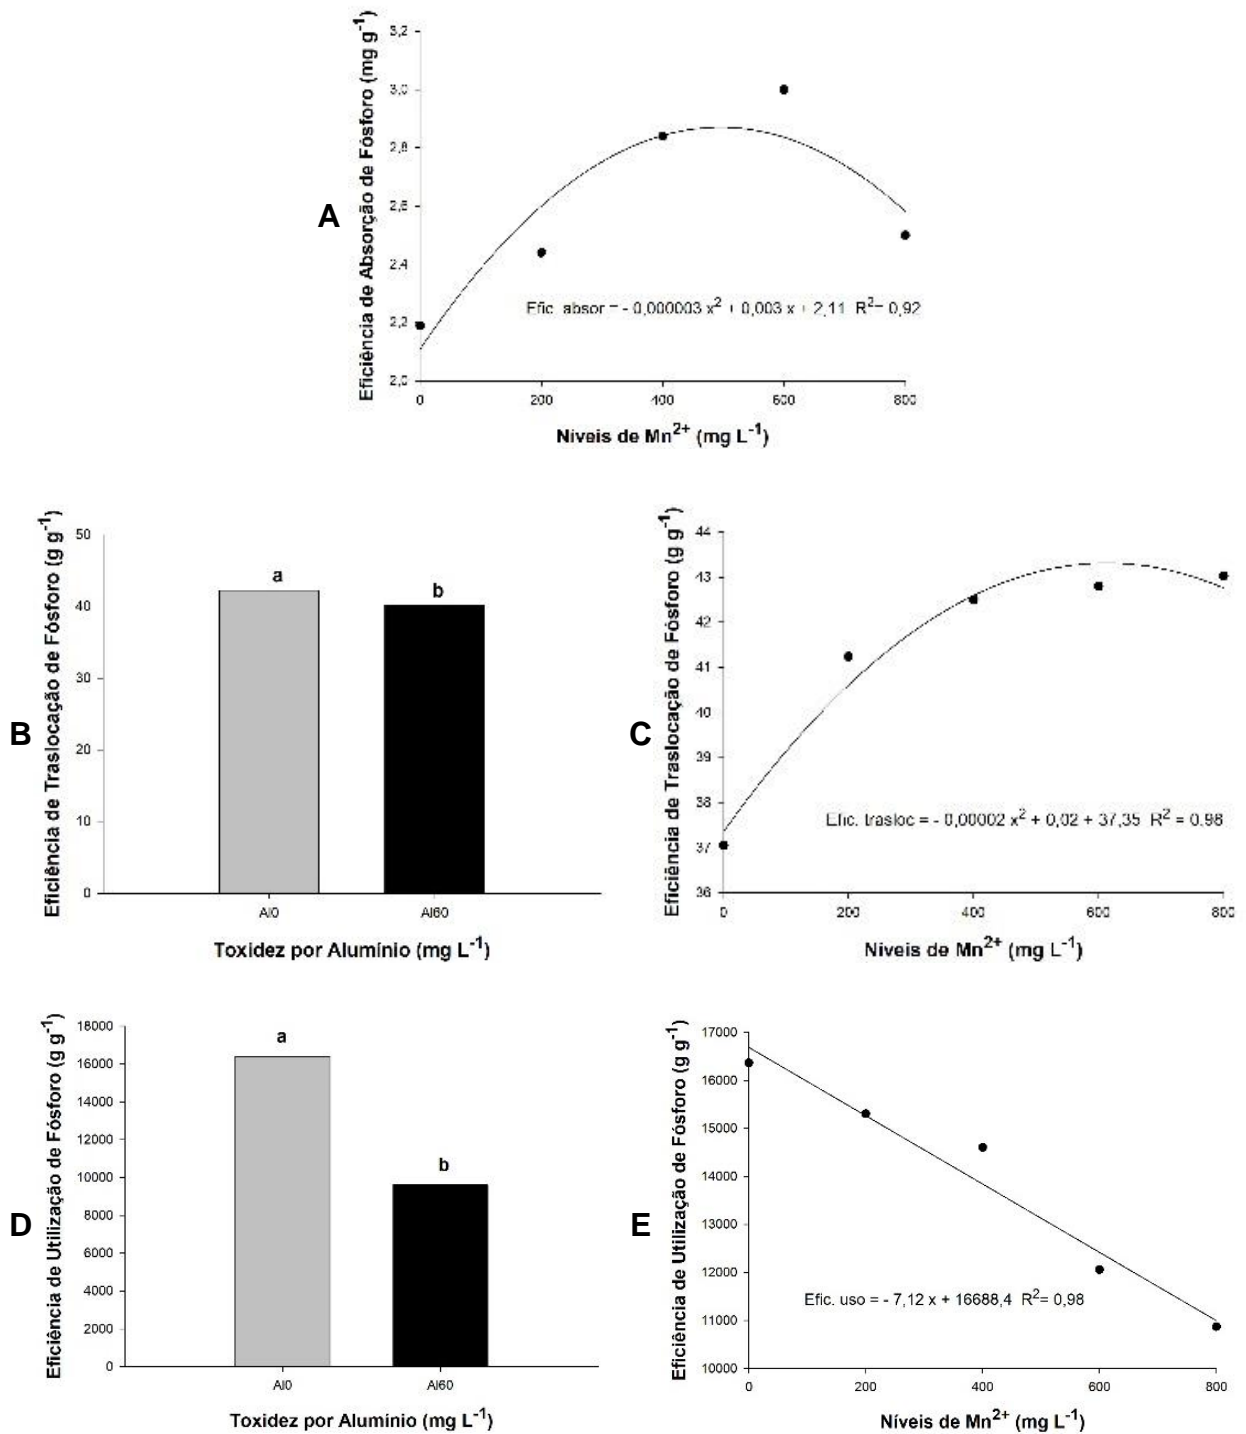 A
Eficiência de Absorção de Fósforo (mg g-1)
3,2
3,0
2,8
2,6
2,4
2,2
2,0
Efic. absor = - 0,000003 x2 + 0,003 x + 2,11 R2= 0,92
0 200 400 600 800
Níveis de Mn2+ (mg L-1)
B
Eficiência de Traslocação de Fósforo (g g-1)
50
40
30
20
10
0
a
b
Al0 Al60
Toxidez por Alumínio (mg L-1)
C
Eficiência de Traslocação de Fósforo (g g-1)
44
43
42
41
40
39
38
37
36
Efic. trasloc = - 0,00002 x2 + 0,02 + 37,35 R2 = 0.98
0 200 400 600 800
Níveis de Mn2+ (mg L-1)
D
Eficiência de Utilização de Fósforo (g g-1)
18000
16000
14000
12000
10000
8000
6000
4000
2000
0
a
b
Al0 Al60
Toxidez por Alumínio (mg L-1)
E
Eficiência de Utilização de Fósforo (g g-1)
17000
16000
15000
14000
13000
12000
11000
10000
Efic. uso = - 7,12 x + 16688,4 R2= 0,98
0 200 400 600 800
Níveis de Mn2+ (mg L-1)